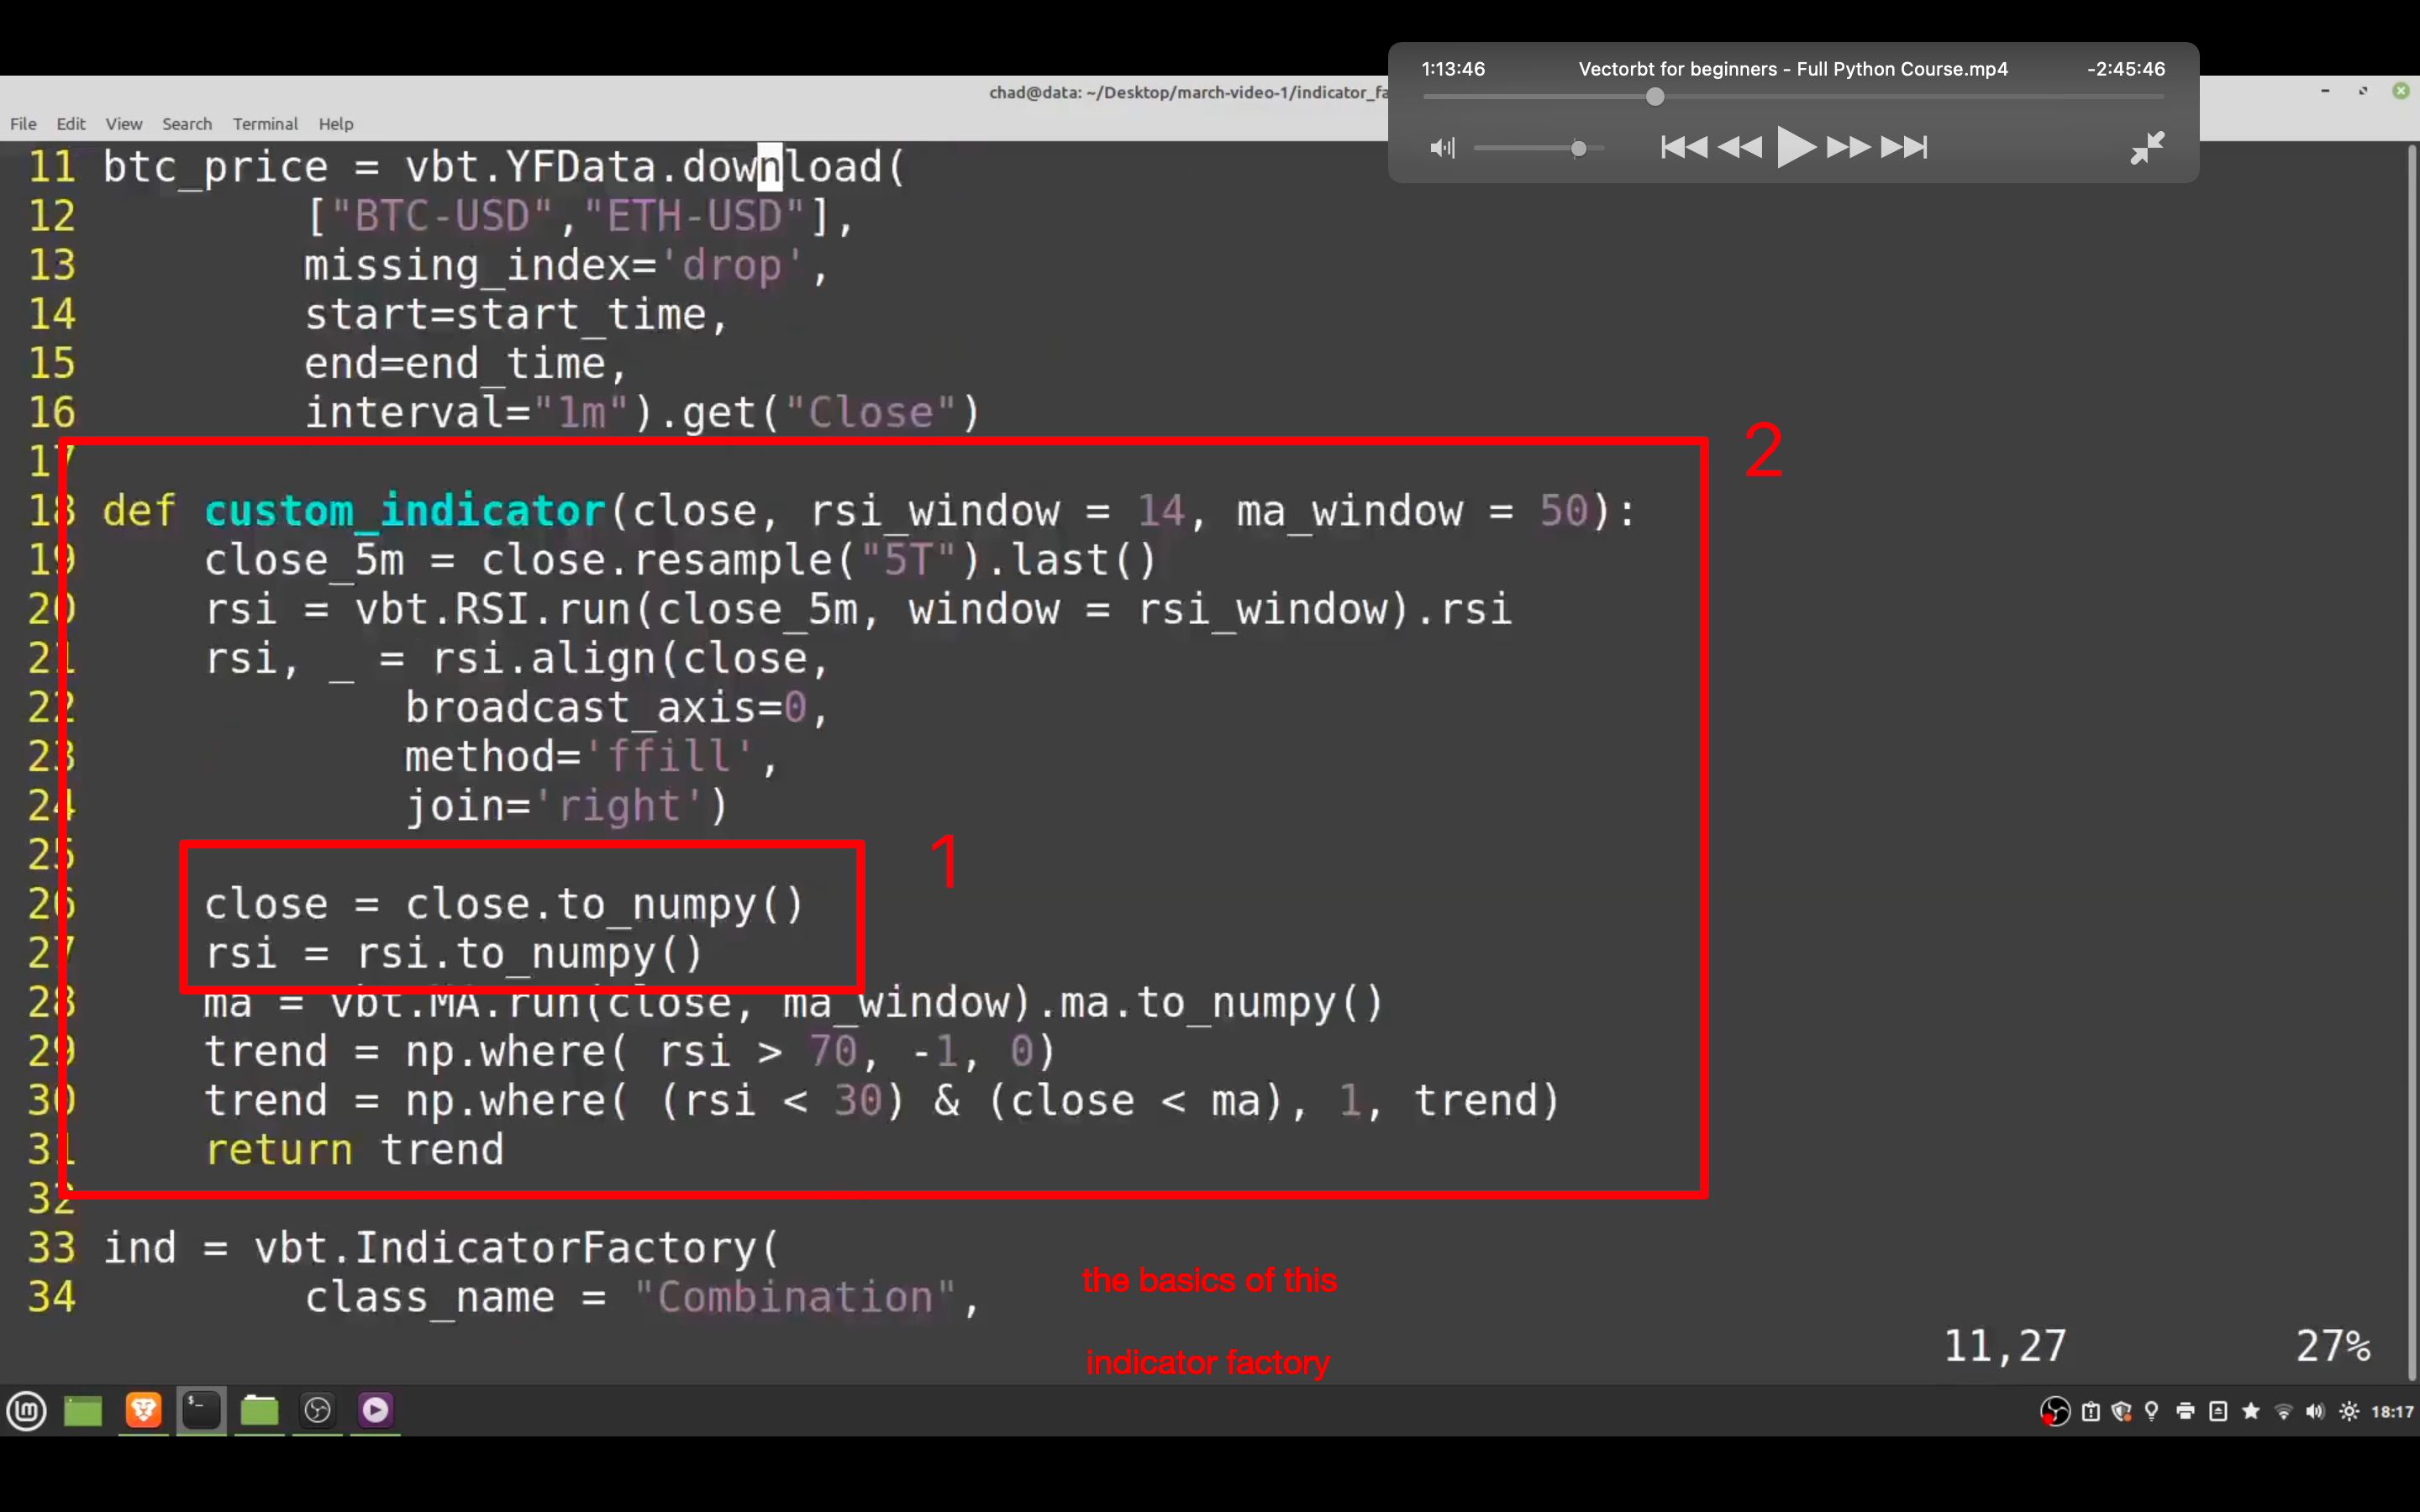 1:13:46 Vectorbt for beginners - Full Python Course.mp4 -2:45:46
chad@data: ~/Desktop/march-video-1/indicator_fa
File Edit View Search Terminal Help
11 btc_price = vbt.YFData.download(
12         ["BTC-USD","ETH-USD"],
13         missing_index='drop',
14         start=start_time,
15         end=end_time,
16         interval="1m").get("Close")
17
2
18 def custom_indicator(close, rsi_window = 14, ma_window = 50):
19     close_5m = close.resample("5T").last()
20     rsi = vbt.RSI.run(close_5m, window = rsi_window).rsi
21     rsi, _ = rsi.align(close,
22             broadcast_axis=0,
23             method='ffill',
24             join='right')
25
1
26     close = close.to_numpy()
27     rsi = rsi.to_numpy()
28     ma = vbt.MA.run(close, ma_window).ma.to_numpy()
29     trend = np.where( rsi > 70, -1, 0)
30     trend = np.where( (rsi < 30) & (close < ma), 1, trend)
31     return trend
32
33 ind = vbt.IndicatorFactory(
34         class_name = "Combination",
the basics of this
indicator factory
11,27 27%
18:17